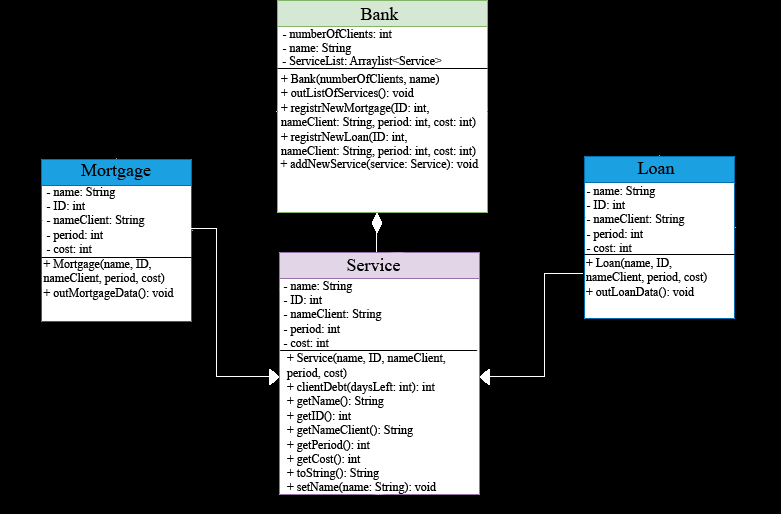 Bank
- numberOfClients: int
- name: String
- ServiceList: Arraylist<Service>
+ Bank(numberOfClients, name)
+ outListOfServices(): void
+ registrNewMortgage(ID: int,
nameClient: String, period: int, cost: int)
+ registrNewLoan(ID: int,
nameClient: String, period: int, cost: int)
+ addNewService(service: Service): void
Mortgage
- name: String
- ID: int
- nameClient: String
- period: int
- cost: int
+ Mortgage(name, ID,
nameClient, period, cost)
+ outMortgageData(): void
Loan
- name: String
- ID: int
- nameClient: String
- period: int
- cost: int
+ Loan(name, ID,
nameClient, period, cost)
+ outLoanData(): void
Service
- name: String
- ID: int
- nameClient: String
- period: int
- cost: int
+ Service(name, ID, nameClient,
period, cost)
+ clientDebt(daysLeft: int): int
+ getName(): String
+ getID(): int
+ getNameClient(): String
+ getPeriod(): int
+ getCost(): int
+ toString(): String
+ setName(name: String): void